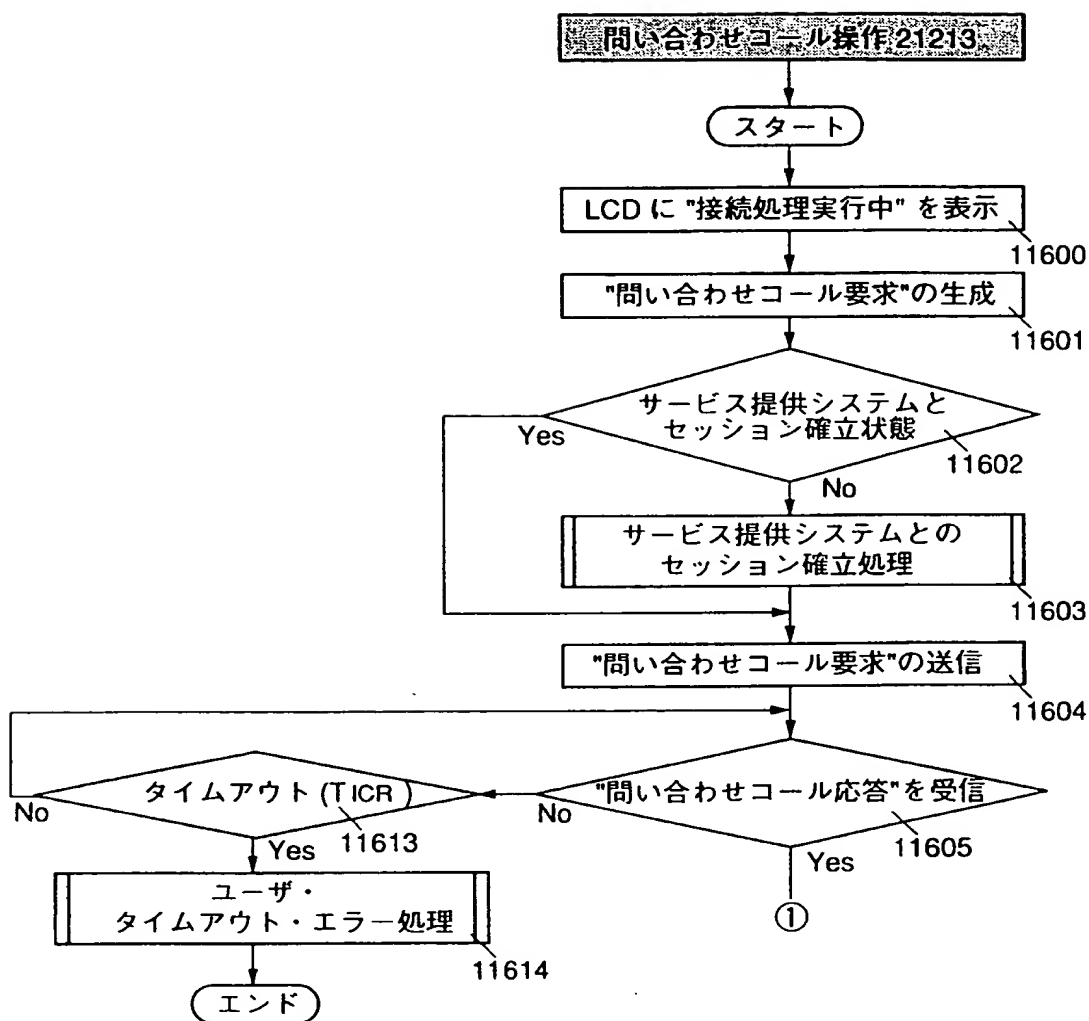 問い合わせコール操作21213
スタート
LCD に "接続処理実行中" を表示
11600
"問い合わせコール要求"の生成
11601
サービス提供システムと
セッション確立状態
11602
Yes
No
サービス提供システムとの
セッション確立処理
11603
"問い合わせコール要求"の送信
11604
"問い合わせコール応答"を受信
11605
No
Yes
①
タイムアウト (TICR)
11613
No
Yes
ユーザ・
タイムアウト・エラー処理
11614
エンド